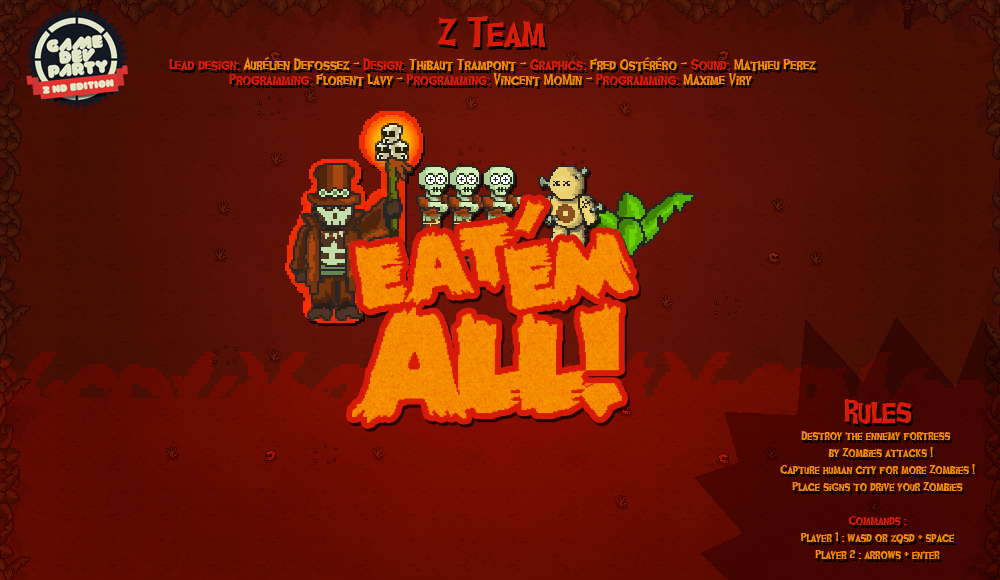 GAME
DEV
PARTY
2 ND EDITION
Z Team
Lead design: Aurélien Defossez - Design: Thibaut Trampont - Graphics: Fred Ostéréro - Sound: Mathieu Perez
Programming: Florent Lavy - Programming: Vincent MoMin - Programming: Maxime Viry
EAT'EM
ALL!
Rules
Destroy the ennemy fortress
by Zombies attacks !
Capture human city for more Zombies !
Place signs to drive your Zombies
Commands :
Player 1 : wasd or zqsd + space
Player 2 : arrows + enter